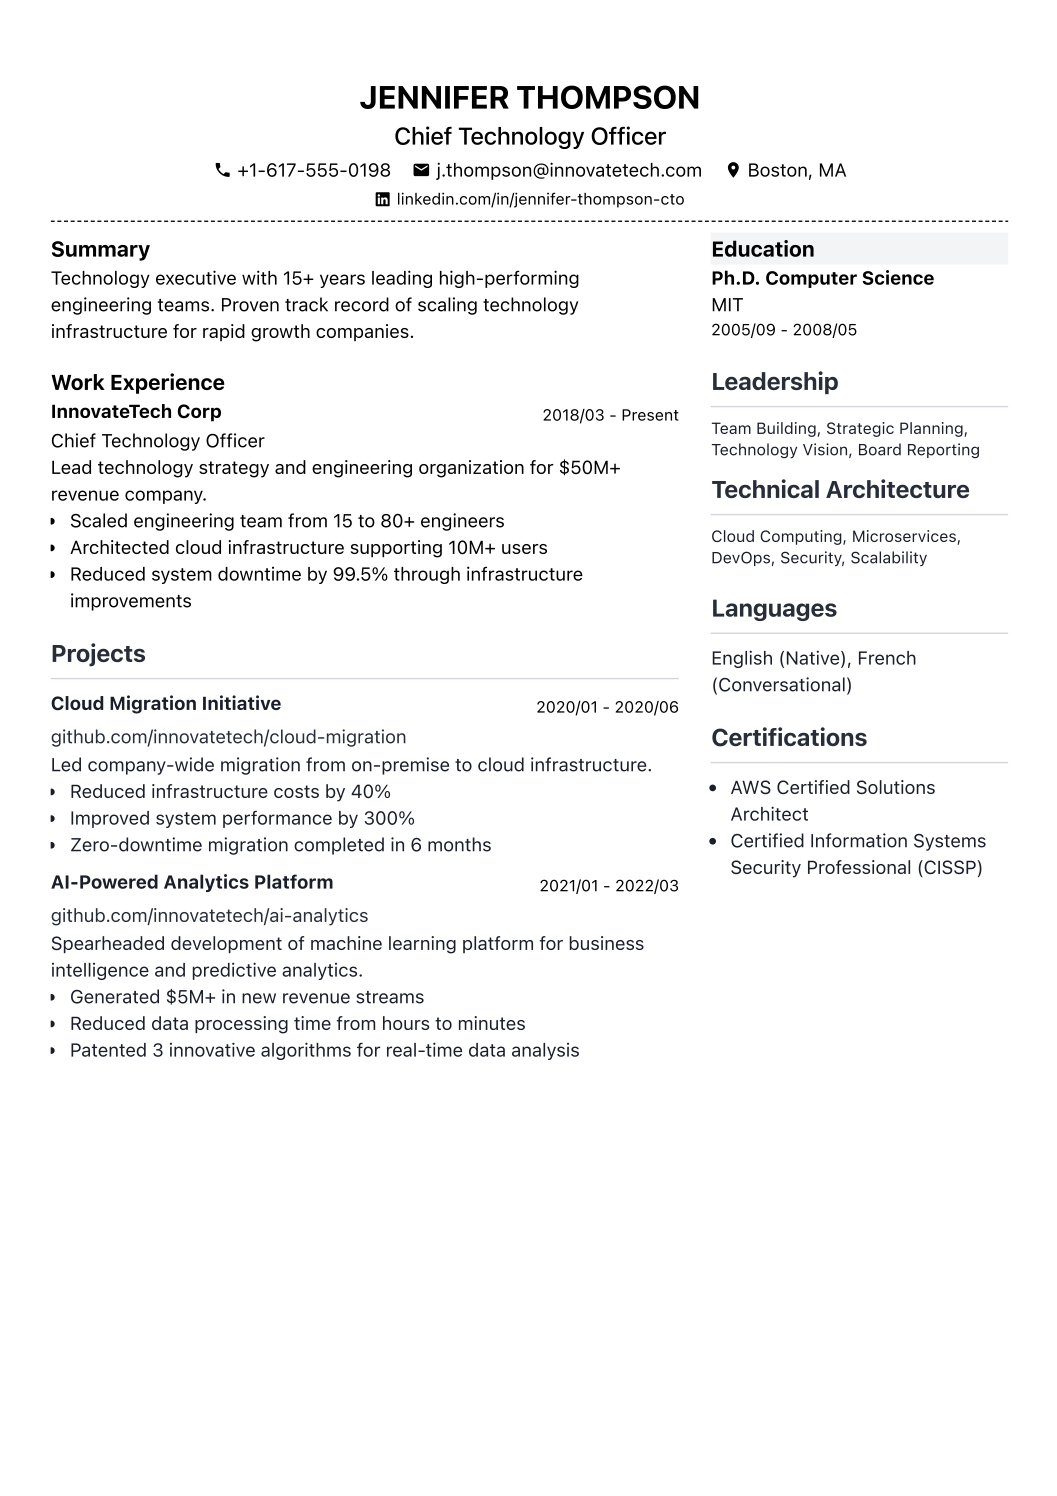 JENNIFER THOMPSON
Chief Technology Officer
+1-617-555-0198 j.thompson@innovatetech.com Boston, MA
linkedin.com/in/jennifer-thompson-cto
Summary
Technology executive with 15+ years leading high-performing
engineering teams. Proven track record of scaling technology
infrastructure for rapid growth companies.
Work Experience
InnovateTech Corp 2018/03 - Present
Chief Technology Officer
Lead technology strategy and engineering organization for $50M+
revenue company.
• Scaled engineering team from 15 to 80+ engineers
• Architected cloud infrastructure supporting 10M+ users
• Reduced system downtime by 99.5% through infrastructure
improvements
Projects
Cloud Migration Initiative 2020/01 - 2020/06
github.com/innovatetech/cloud-migration
Led company-wide migration from on-premise to cloud infrastructure.
• Reduced infrastructure costs by 40%
• Improved system performance by 300%
• Zero-downtime migration completed in 6 months
AI-Powered Analytics Platform 2021/01 - 2022/03
github.com/innovatetech/ai-analytics
Spearheaded development of machine learning platform for business
intelligence and predictive analytics.
• Generated $5M+ in new revenue streams
• Reduced data processing time from hours to minutes
• Patented 3 innovative algorithms for real-time data analysis
Education
Ph.D. Computer Science
MIT
2005/09 - 2008/05
Leadership
Team Building, Strategic Planning,
Technology Vision, Board Reporting
Technical Architecture
Cloud Computing, Microservices,
DevOps, Security, Scalability
Languages
English (Native), French
(Conversational)
Certifications
• AWS Certified Solutions
Architect
• Certified Information Systems
Security Professional (CISSP)